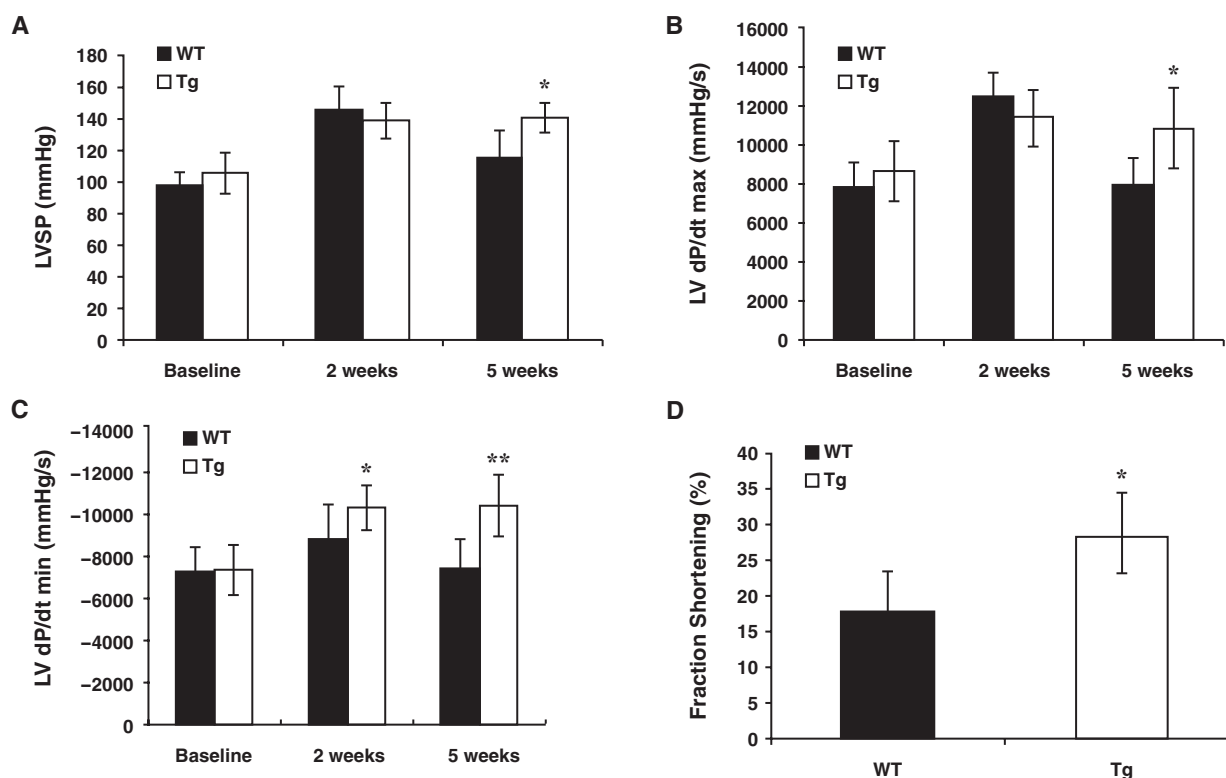 A
WT
Tg
LVSP (mmHg)
180
160
140
120
100
80
60
40
20
0
*
Baseline
2 weeks
5 weeks
B
WT
Tg
LV dP/dt max (mmHg/s)
16000
14000
12000
10000
8000
6000
4000
2000
0
*
Baseline
2 weeks
5 weeks
C
WT
Tg
LV dP/dt min (mmHg/s)
−14000
−12000
−10000
−8000
−6000
−4000
−2000
0
*
**
Baseline
2 weeks
5 weeks
D
WT
Tg
Fraction Shortening (%)
40
35
30
25
20
15
10
5
0
*
WT
Tg